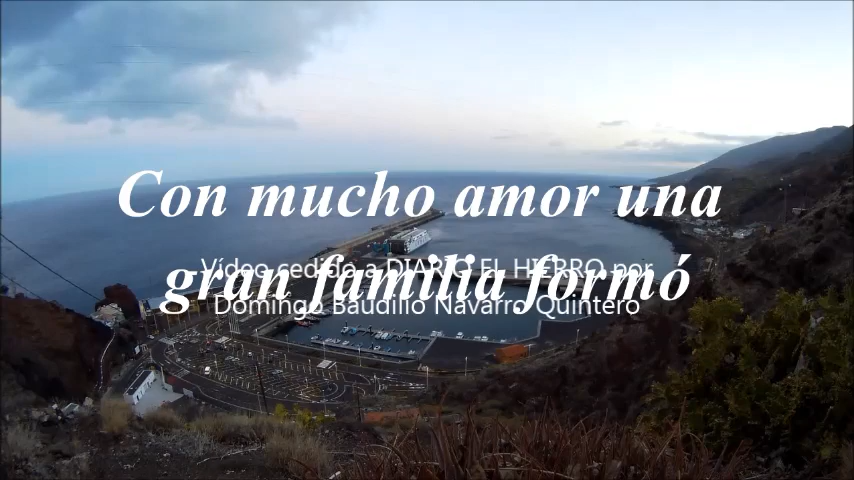 Con mucho amor una
Vídeo cedido a DIARIO EL HIERRO por
gran familia formó
Domingo Baudilio Navarro Quintero